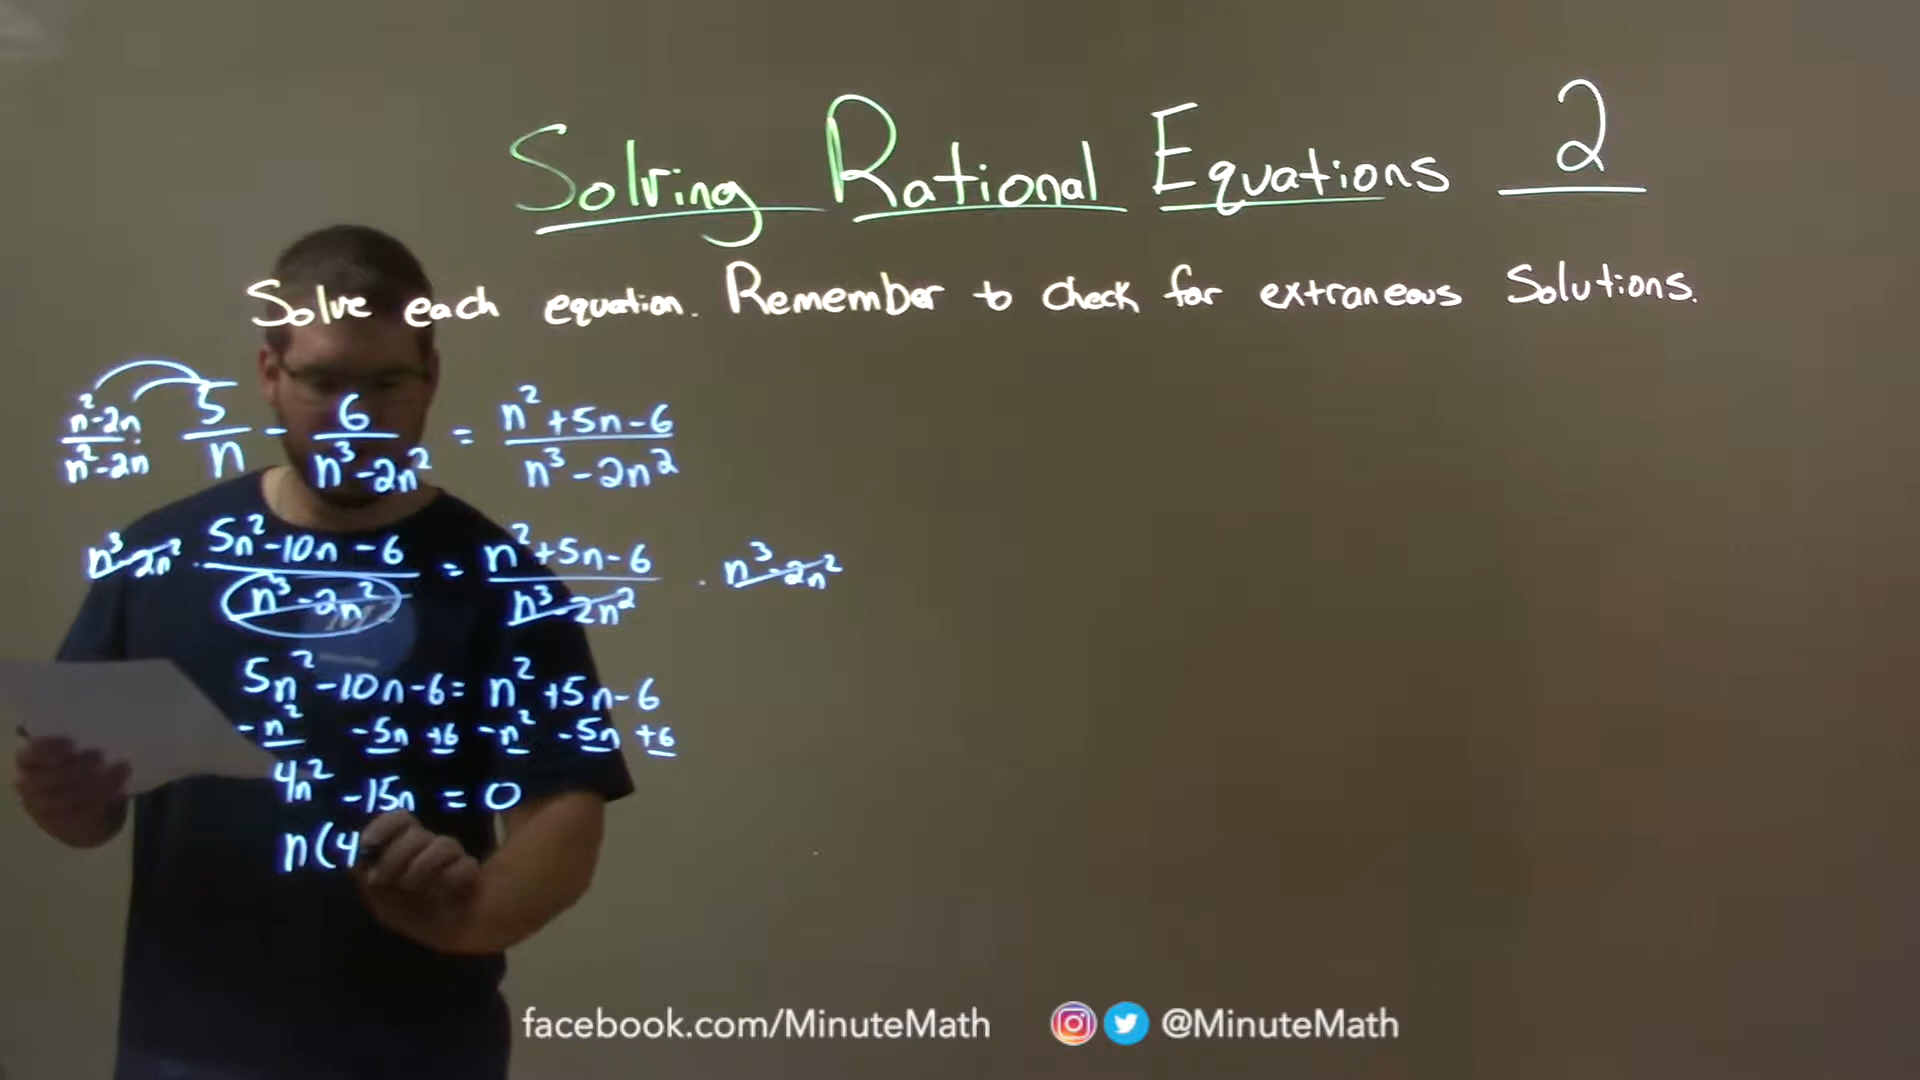 Solving Rational Equations 2
Solve each equation. Remember to check for extraneous solutions.
n²-2n/n²-2n · 5/n - 6/n³-2n² = n²+5n-6/n³-2n²
n³-2n² · 5n²-10n-6/n³-2n² = n²+5n-6/n³-2n² · n³-2n²
5n²-10n-6 = n²+5n-6
-n² -5n +6 -n² -5n +6
4n² -15n = 0
n(4
facebook.com/MinuteMath @MinuteMath